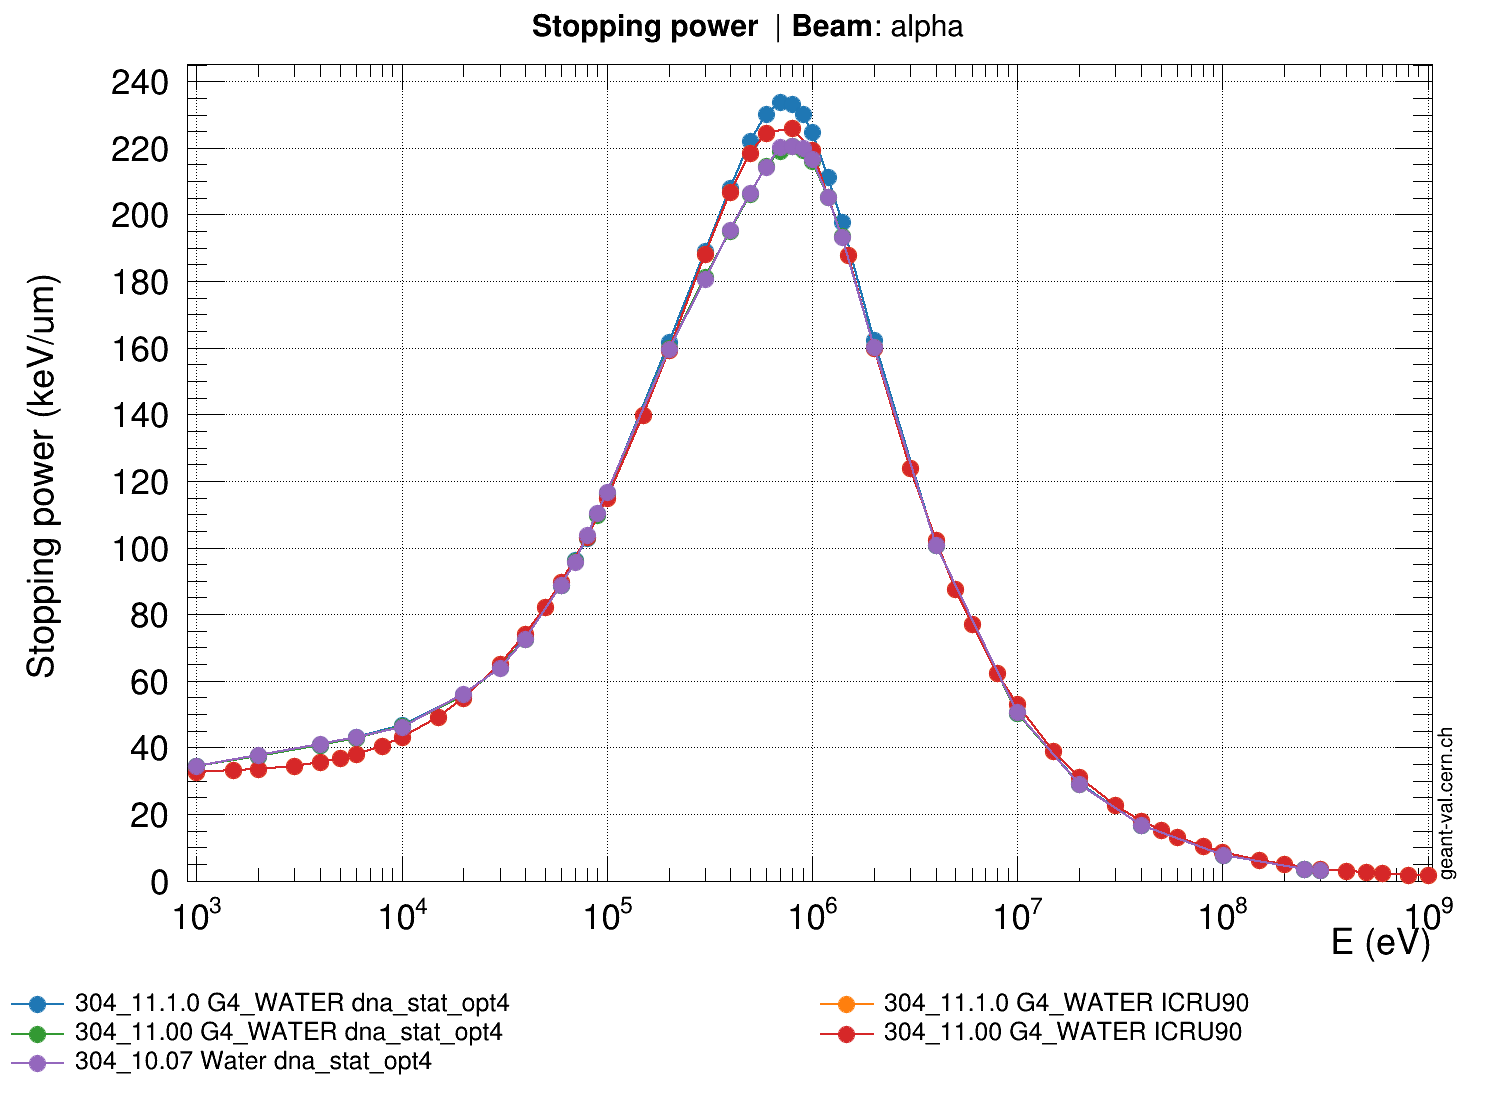 Stopping power | Beam: alpha
Stopping power (keV/um)
240
220
200
180
160
140
120
100
80
60
40
20
0
10³ 10⁴ 10⁵ 10⁶ 10⁷ 10⁸ 10⁹
E (eV)
geant-val.cern.ch
304_11.1.0 G4_WATER dna_stat_opt4
304_11.1.0 G4_WATER ICRU90
304_11.00 G4_WATER dna_stat_opt4
304_11.00 G4_WATER ICRU90
304_10.07 Water dna_stat_opt4